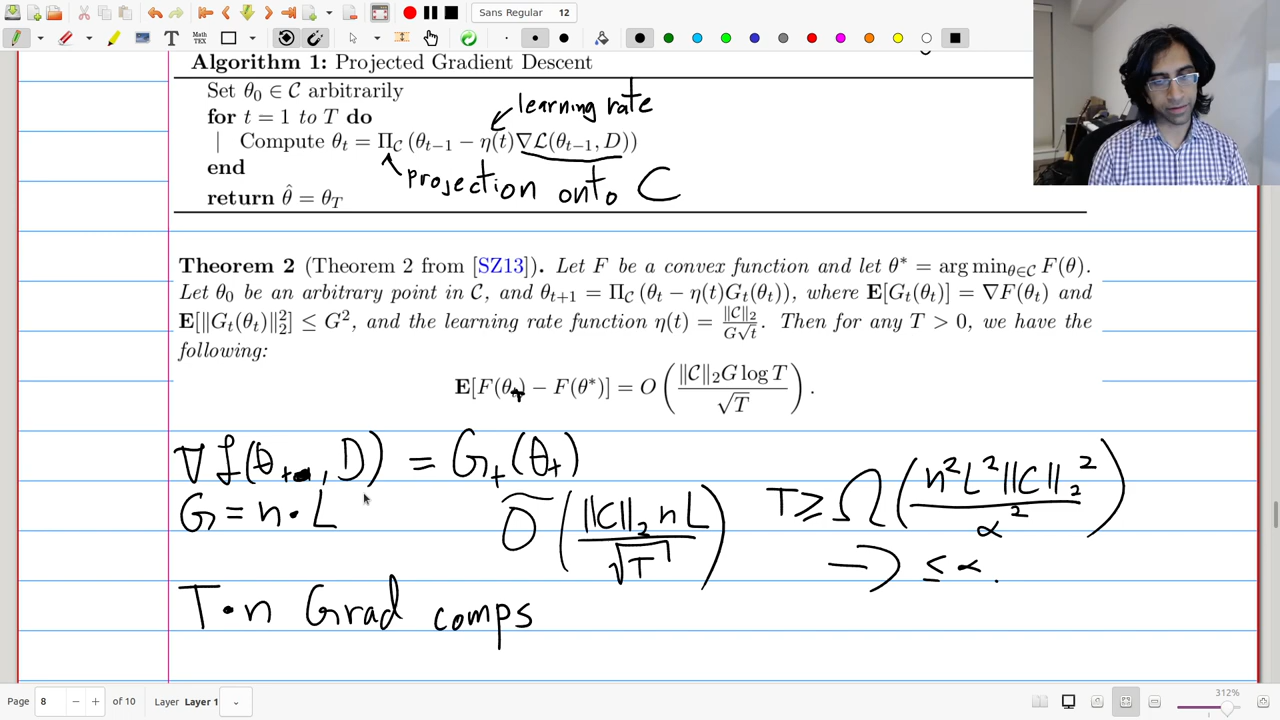 Sans Regular 12
Math TEX
Algorithm 1: Projected Gradient Descent
Set θ₀ ∈ C arbitrarily
learning rate
for t = 1 to T do
Compute θ_t = Π_C (θ_{t−1} − η(t)∇L(θ_{t−1}, D))
end
projection onto C
return θ̂ = θ_T
Theorem 2 (Theorem 2 from [SZ13]). Let F be a convex function and let θ* = arg min_{θ∈C} F(θ).
Let θ₀ be an arbitrary point in C, and θ_{t+1} = Π_C (θ_t − η(t)G_t(θ_t)), where E[G_t(θ_t)] = ∇F(θ_t) and
E[‖G_t(θ_t)‖₂²] ≤ G², and the learning rate function η(t) = ‖C‖₂ / G√t. Then for any T > 0, we have the
following:
E[F(θ_T) − F(θ*)] = O (‖C‖₂G log T / √T).
∇L(θ_t, D) = G_t(θ_t)
G = n·L
Õ (‖C‖₂ n L / √T)
T ≥ Ω (n² L² ‖C‖₂² / α²)
→ ≤ α.
T·n Grad comps
Page 8 of 10 Layer Layer 1
312%